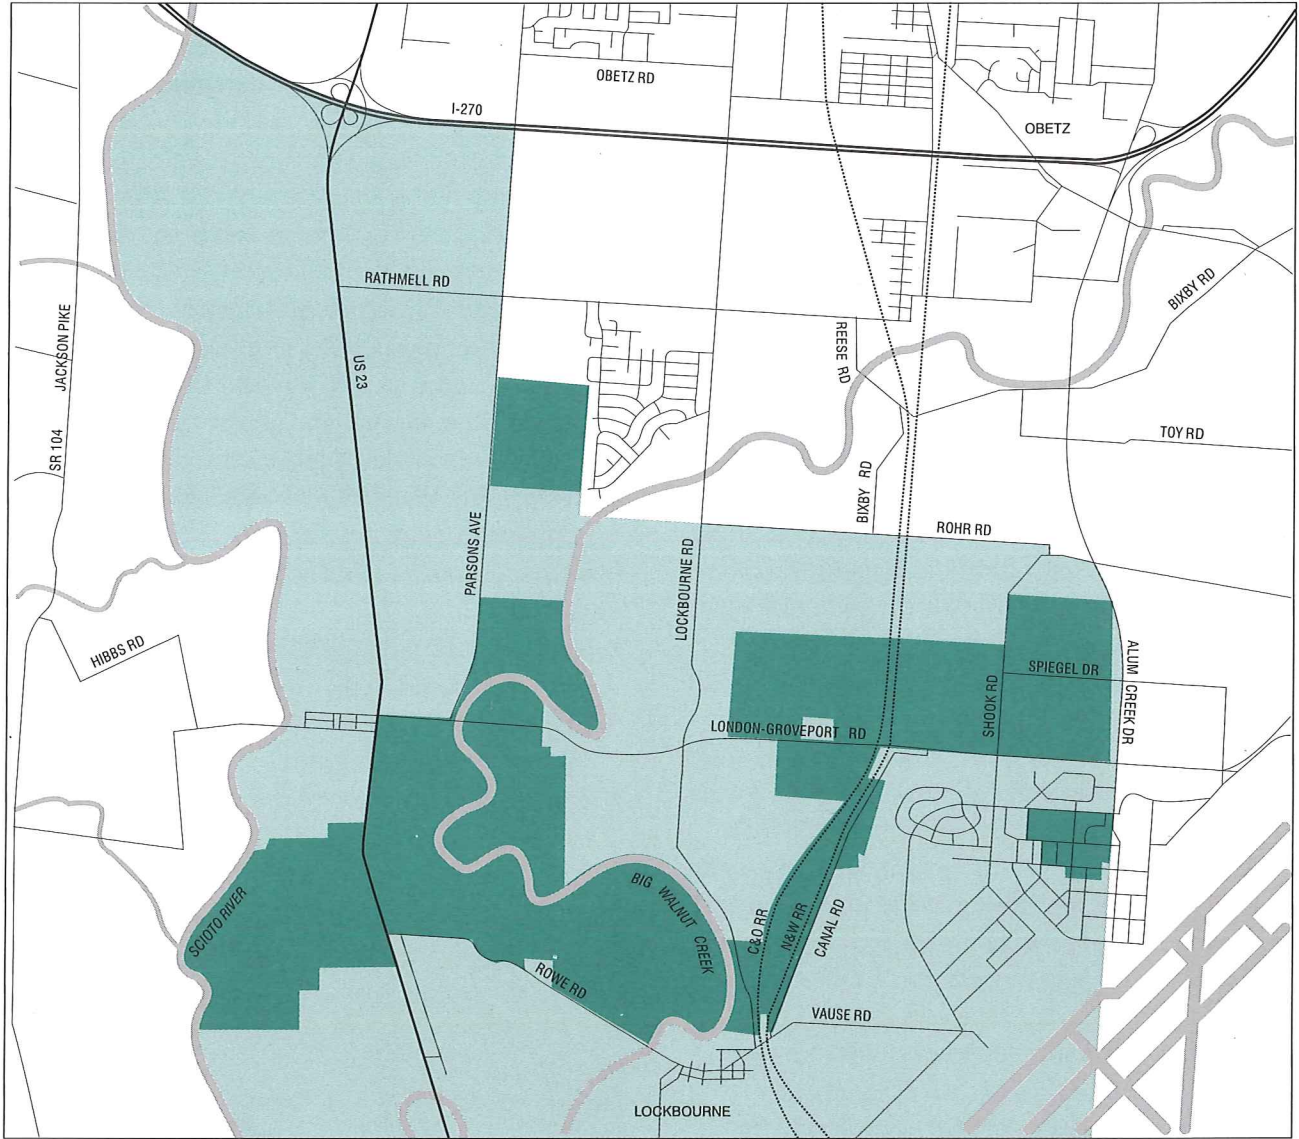 OBETZ RD
I-270
OBETZ
RATHMELL RD
BIXBY RD
JACKSON PIKE
SR 104
US 23
REESE RD
TOY RD
BIXBY RD
PARSONS AVE
ROHR RD
LOCKBOURNE RD
HIBBS RD
SPIEGEL DR
SHOOK RD
ALUM CREEK DR
LONDON-GROVEPORT RD
SCIOTO RIVER
BIG WALNUT CREEK
C&O RR
N&W RR
CANAL RD
ROWE RD
VAUSE RD
LOCKBOURNE